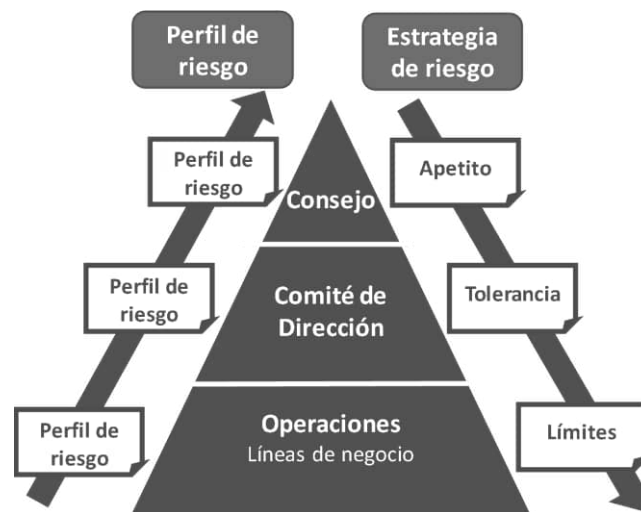 Perfil de
riesgo
Estrategia
de riesgo
Perfil de
riesgo
Consejo
Apetito
Perfil de
riesgo
Comité de
Dirección
Tolerancia
Perfil de
riesgo
Operaciones
Líneas de negocio
Límites